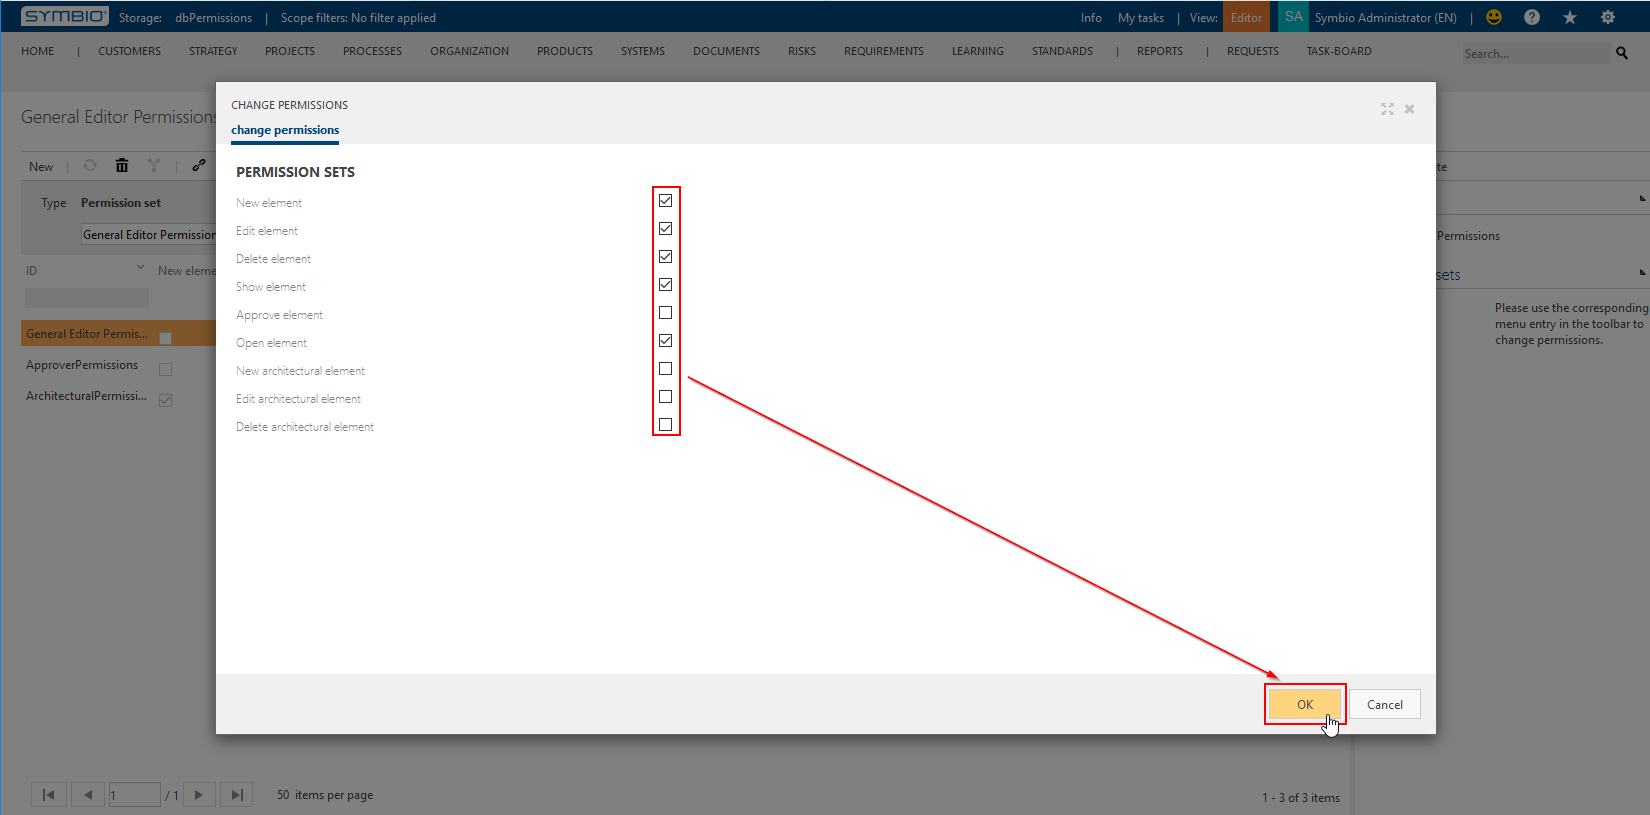 SYMBIO Storage: dbPermissions | Scope filters: No filter applied Info My tasks | View: Editor SA Symbio Administrator (EN) |
HOME | CUSTOMERS STRATEGY PROJECTS PROCESSES ORGANIZATION PRODUCTS SYSTEMS DOCUMENTS RISKS REQUIREMENTS LEARNING STANDARDS | REPORTS | REQUESTS TASK-BOARD Search...
General Editor Permissions
CHANGE PERMISSIONS
change permissions
New
Type Permission set
General Editor Permission
ID New eleme
General Editor Permis...
ApproverPermissions
ArchitecturalPermissi...
PERMISSION SETS
New element
Edit element
Delete element
Show element
Approve element
Open element
New architectural element
Edit architectural element
Delete architectural element
te
Permissions
sets
Please use the corresponding
menu entry in the toolbar to
change permissions.
OK Cancel
1 / 1 50 items per page
1 - 3 of 3 items